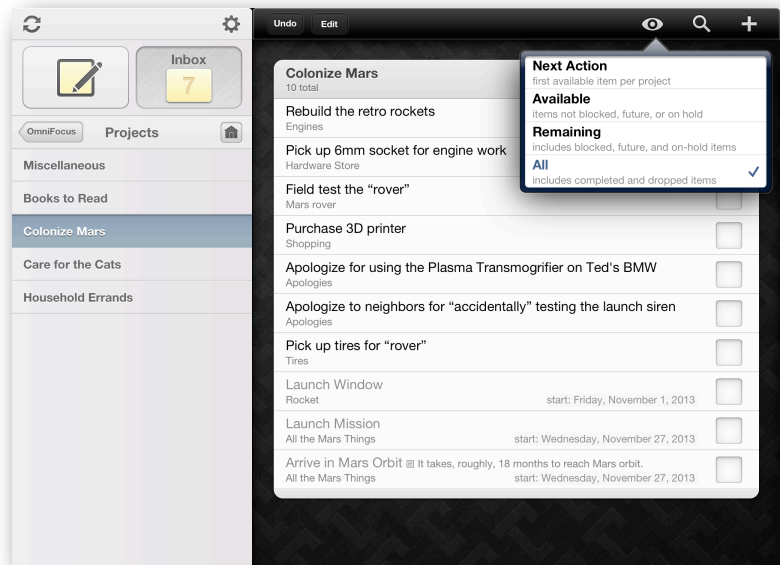 Undo
Edit
Inbox
7
OmniFocus
Projects
Miscellaneous
Books to Read
Colonize Mars
Care for the Cats
Household Errands
Colonize Mars
10 total
Rebuild the retro rockets
Engines
Pick up 6mm socket for engine work
Hardware Store
Field test the “rover”
Mars rover
Purchase 3D printer
Shopping
Apologize for using the Plasma Transmogrifier on Ted's BMW
Apologies
Apologize to neighbors for “accidentally” testing the launch siren
Apologies
Pick up tires for “rover”
Tires
Launch Window
Rocket start: Friday, November 1, 2013
Launch Mission
All the Mars Things start: Wednesday, November 27, 2013
Arrive in Mars Orbit It takes, roughly, 18 months to reach Mars orbit.
All the Mars Things start: Wednesday, November 27, 2013
Next Action
first available item per project
Available
items not blocked, future, or on hold
Remaining
includes blocked, future, and on-hold items
All
includes completed and dropped items